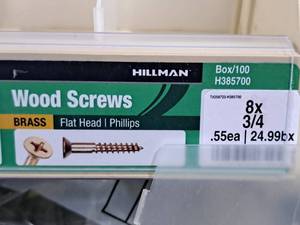 HILLMAN
Box/100
H385700
Wood Screws
BRASS Flat Head | Phillips
8x
3/4
.55ea | 24.99bx